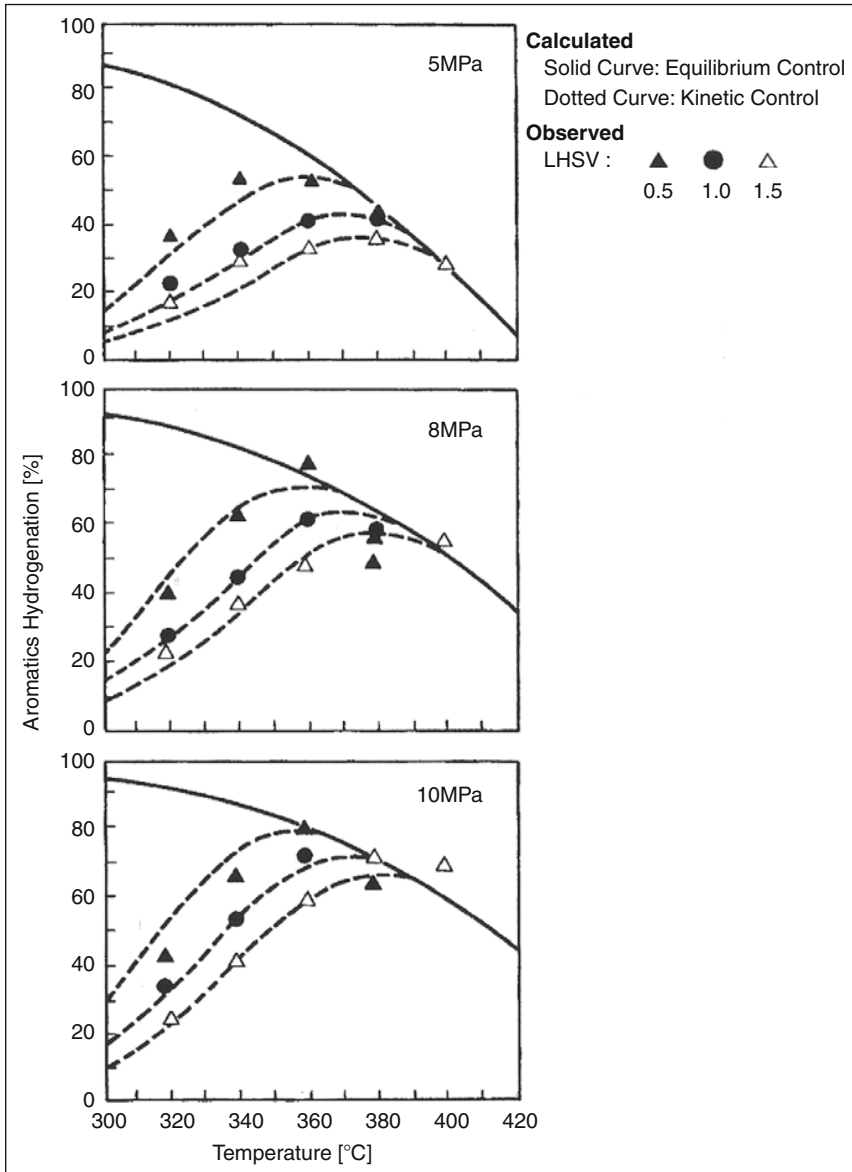 100
80
60
40
20
0
5MPa
Calculated
Solid Curve: Equilibrium Control
Dotted Curve: Kinetic Control
Observed
LHSV :
0.5 1.0 1.5
Aromatics Hydrogenation [%]
100
80
60
40
20
0
8MPa
100
80
60
40
20
0
10MPa
300 320 340 360 380 400 420
Temperature [°C]